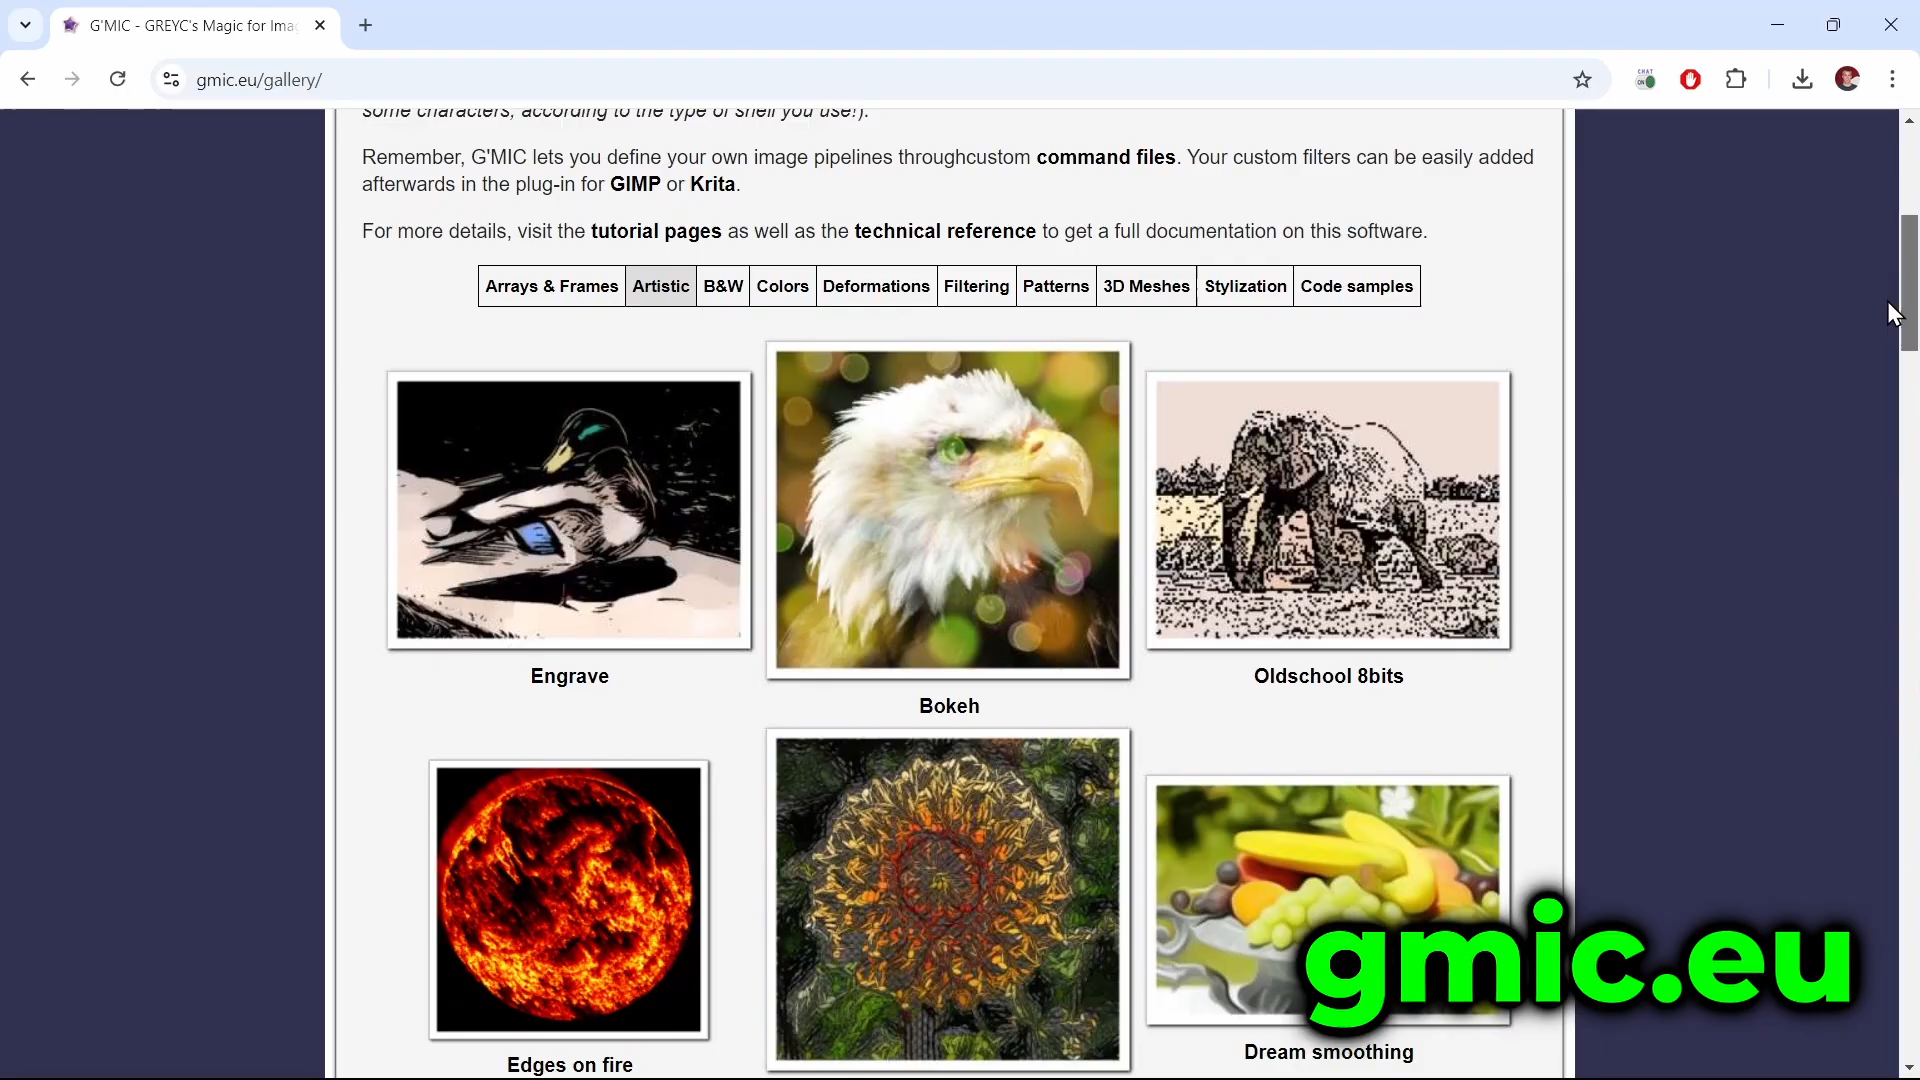 G'MIC - GREYC's Magic for Ima
gmic.eu/gallery/
some characters, according to the type of shell you use!).
Remember, G'MIC lets you define your own image pipelines throughcustom command files. Your custom filters can be easily added
afterwards in the plug-in for GIMP or Krita.
For more details, visit the tutorial pages as well as the technical reference to get a full documentation on this software.
Arrays & Frames Artistic B&W Colors Deformations Filtering Patterns 3D Meshes Stylization Code samples
Engrave
Bokeh
Oldschool 8bits
Edges on fire
Dream smoothing
gmic.eu